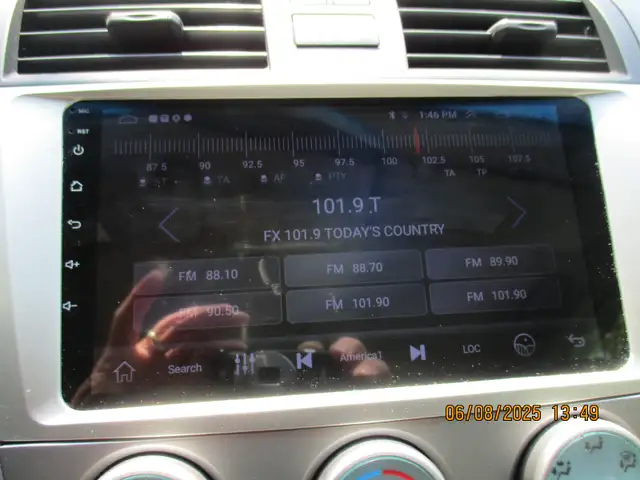 MIC
1:46 PM
RST
87.5 90 92.5 95 97.5 100 102.5 105 107.5
ST TA AF PTY TA TP
101.9 T
FX 101.9 TODAY'S COUNTRY
FM 88.10 FM 88.70 FM 89.90
FM 90.50 FM 101.90 FM 101.90
Search America1 LOC
06/08/2025 13:49